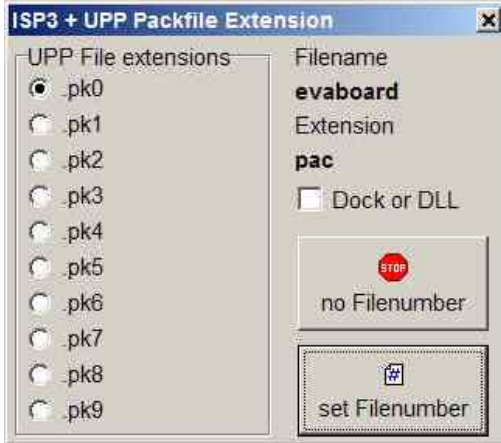 ISP3 + UPP Packfile Extension
UPP File extensions
.pk0
.pk1
.pk2
.pk3
.pk4
.pk5
.pk6
.pk7
.pk8
.pk9
Filename
evaboard
Extension
pac
Dock or DLL
STOP
no Filenumber
#
set Filenumber